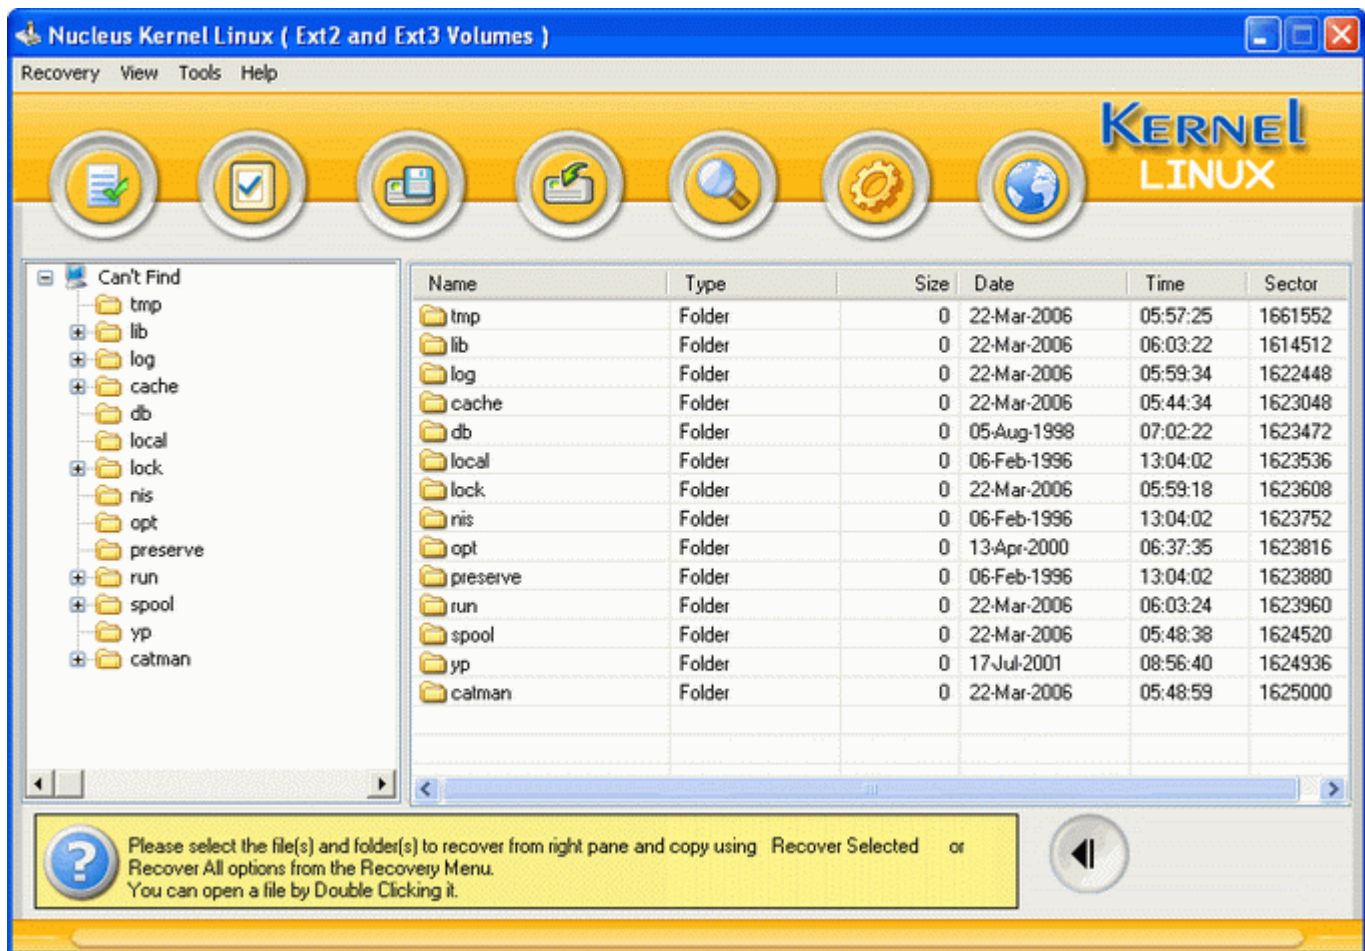 Nucleus Kernel Linux ( Ext2 and Ext3 Volumes )
Recovery View Tools Help
KERNEl
LINUX
Can't Find
tmp
lib
log
cache
db
local
lock
nis
opt
preserve
run
spool
yp
catman
Name Type Size Date Time Sector
tmp Folder 0 22-Mar-2006 05:57:25 1661552
lib Folder 0 22-Mar-2006 06:03:22 1614512
log Folder 0 22-Mar-2006 05:59:34 1622448
cache Folder 0 22-Mar-2006 05:44:34 1623048
db Folder 0 05-Aug-1998 07:02:22 1623472
local Folder 0 06-Feb-1996 13:04:02 1623536
lock Folder 0 22-Mar-2006 05:59:18 1623608
nis Folder 0 06-Feb-1996 13:04:02 1623752
opt Folder 0 13-Apr-2000 06:37:35 1623816
preserve Folder 0 06-Feb-1996 13:04:02 1623880
run Folder 0 22-Mar-2006 06:03:24 1623960
spool Folder 0 22-Mar-2006 05:48:38 1624520
yp Folder 0 17-Jul-2001 08:56:40 1624936
catman Folder 0 22-Mar-2006 05:48:59 1625000
Please select the file(s) and folder(s) to recover from right pane and copy using Recover Selected or
Recover All options from the Recovery Menu.
You can open a file by Double Clicking it.